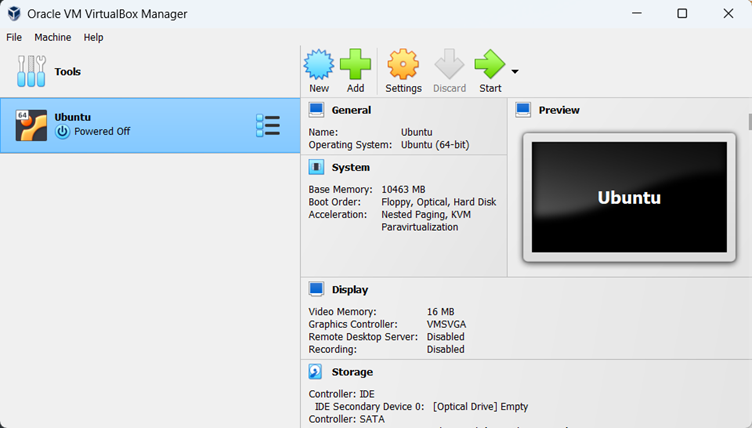 Oracle VM VirtualBox Manager
File Machine Help
Tools
New Add Settings Discard Start
64
Ubuntu
Powered Off
General
Name: Ubuntu
Operating System: Ubuntu (64-bit)
System
Base Memory: 10463 MB
Boot Order: Floppy, Optical, Hard Disk
Acceleration: Nested Paging, KVM
Paravirtualization
Preview
Ubuntu
Display
Video Memory: 16 MB
Graphics Controller: VMSVGA
Remote Desktop Server: Disabled
Recording: Disabled
Storage
Controller: IDE
IDE Secondary Device 0: [Optical Drive] Empty
Controller: SATA